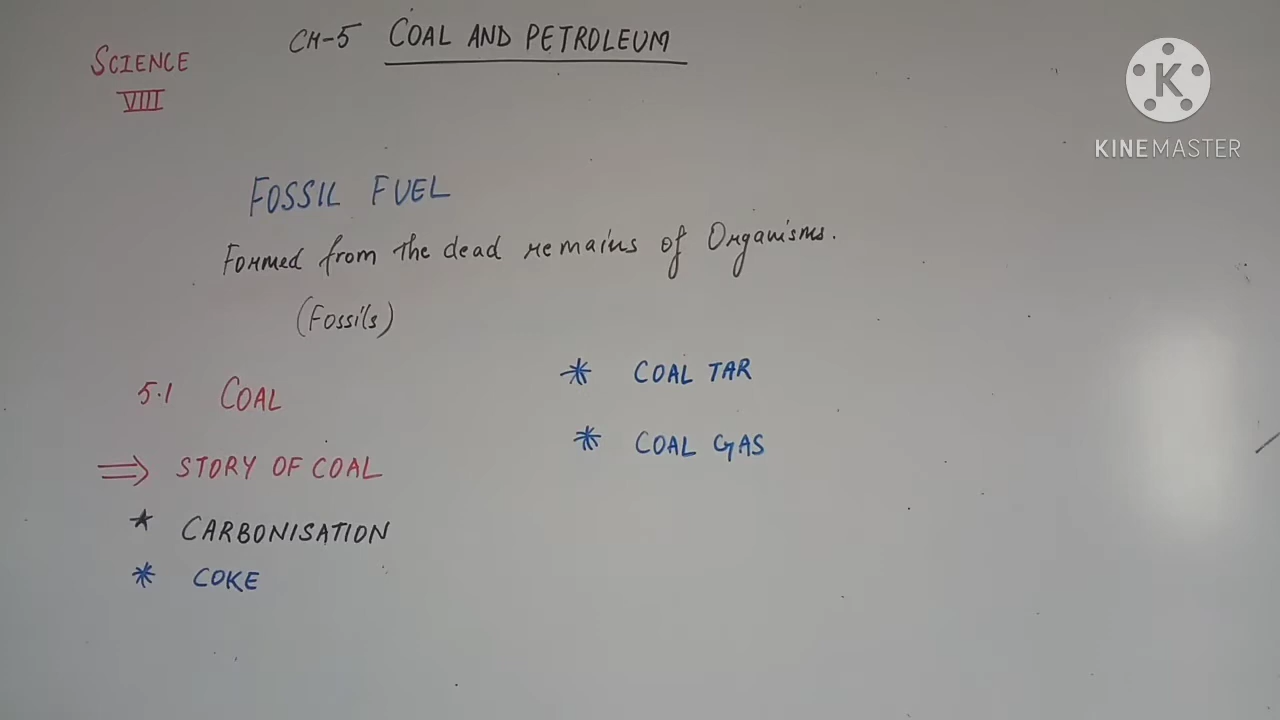 CH-5 COAL AND PETROLEUM
SCIENCE
VIII
K
KINEMASTER
FOSSIL FUEL
Formed from the dead remains of Organisms.
(Fossils)
5.1 COAL
⇒ STORY OF COAL
* CARBONISATION
* COKE
* COAL TAR
* COAL GAS